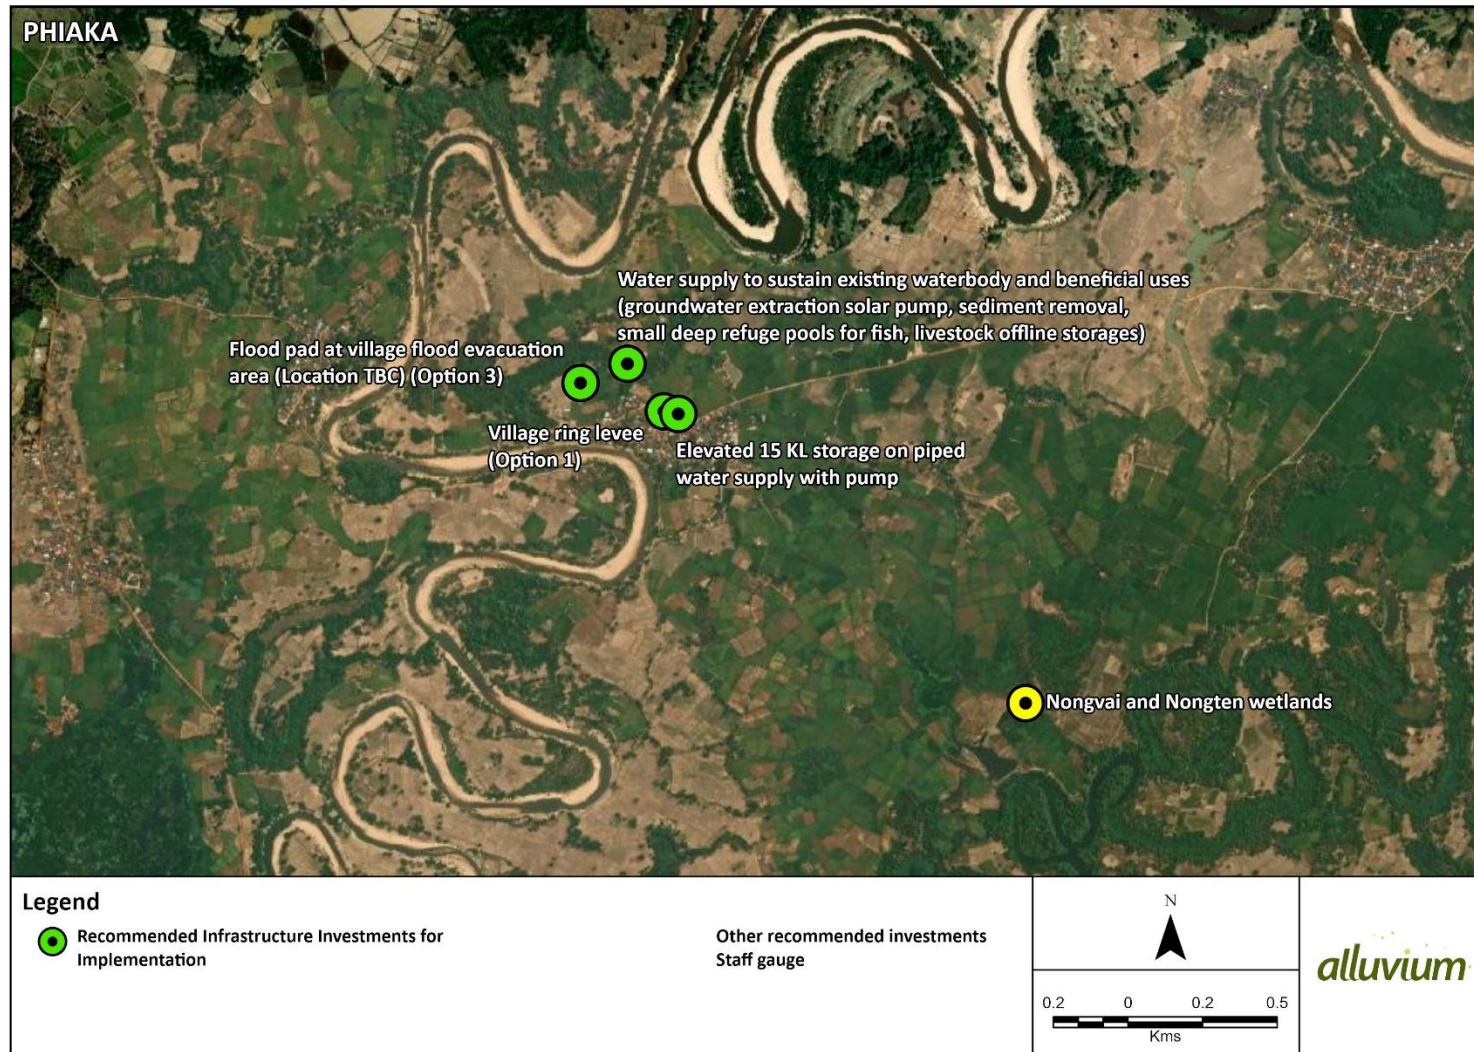 PHIAKA
Water supply to sustain existing waterbody and beneficial uses
(groundwater extraction solar pump, sediment removal,
small deep refuge pools for fish, livestock offline storages)
Flood pad at village flood evacuation
area (Location TBC) (Option 3)
Village ring levee
(Option 1)
Elevated 15 KL storage on piped
water supply with pump
Nongvai and Nongten wetlands
Legend
Recommended Infrastructure Investments for
Implementation
Other recommended investments
Staff gauge
N
0.2 0 0.2 0.5
Kms
alluvium